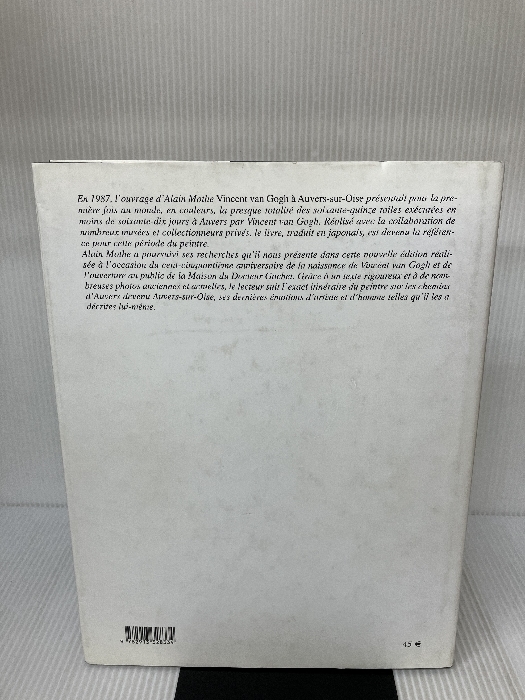 En 1987, l'ouvrage d'Alain Mothe Vincent van Gogh à Auvers-sur-Oise présentait pour la pre-
mière fois au monde, en couleurs, la presque totalité des soixante-quinze toiles exécutées en
moins de soixante-dix jours à Auvers par Vincent van Gogh. Réalisé avec la collaboration de
nombreux musées et collectionneurs privés, le livre, traduit en japonais, est devenu la référen-
ce pour cette période du peintre.
Alain Mothe a poursuivi ses recherches qu'il nous présente dans cette nouvelle édition réali-
sée à l'occasion du cent-cinquantième anniversaire de la naissance de Vincent van Gogh et de
l'ouverture au public de la Maison du Docteur Gachet. Grâce à un texte rigoureux et à de nom-
breuses photos anciennes et actuelles, le lecteur suit l'exact itinéraire du peintre sur les chemins
d'Auvers devenu Auvers-sur-Oise, ses dernières émotions d'artiste et d'homme telles qu'il les a
décrites lui-même.
45 €